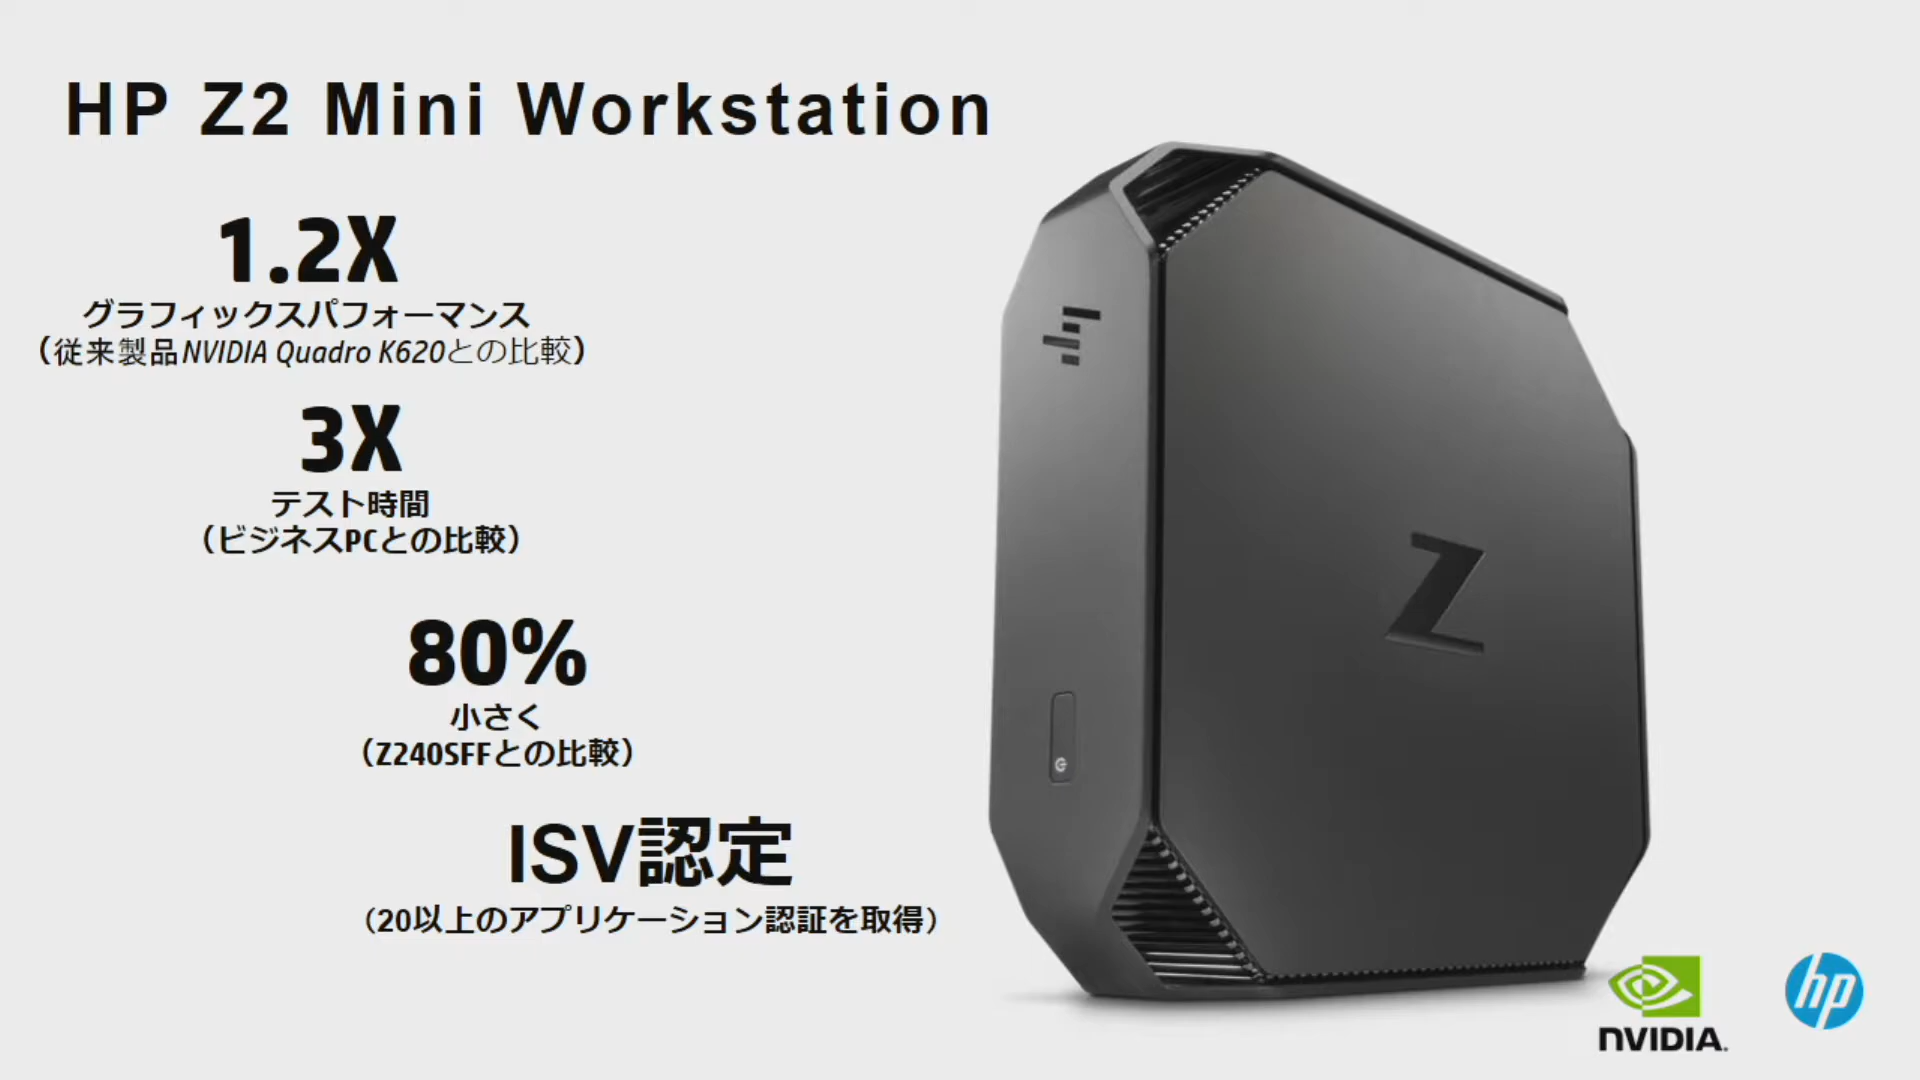 HP Z2 Mini Workstation
1.2X
グラフィックスパフォーマンス
（従来製品NVIDIA Quadro K620との比較）
3X
テスト時間
（ビジネスPCとの比較）
80%
小さく
（Z240SFFとの比較）
ISV認定
（20以上のアプリケーション認証を取得）
Z
NVIDIA.
hp